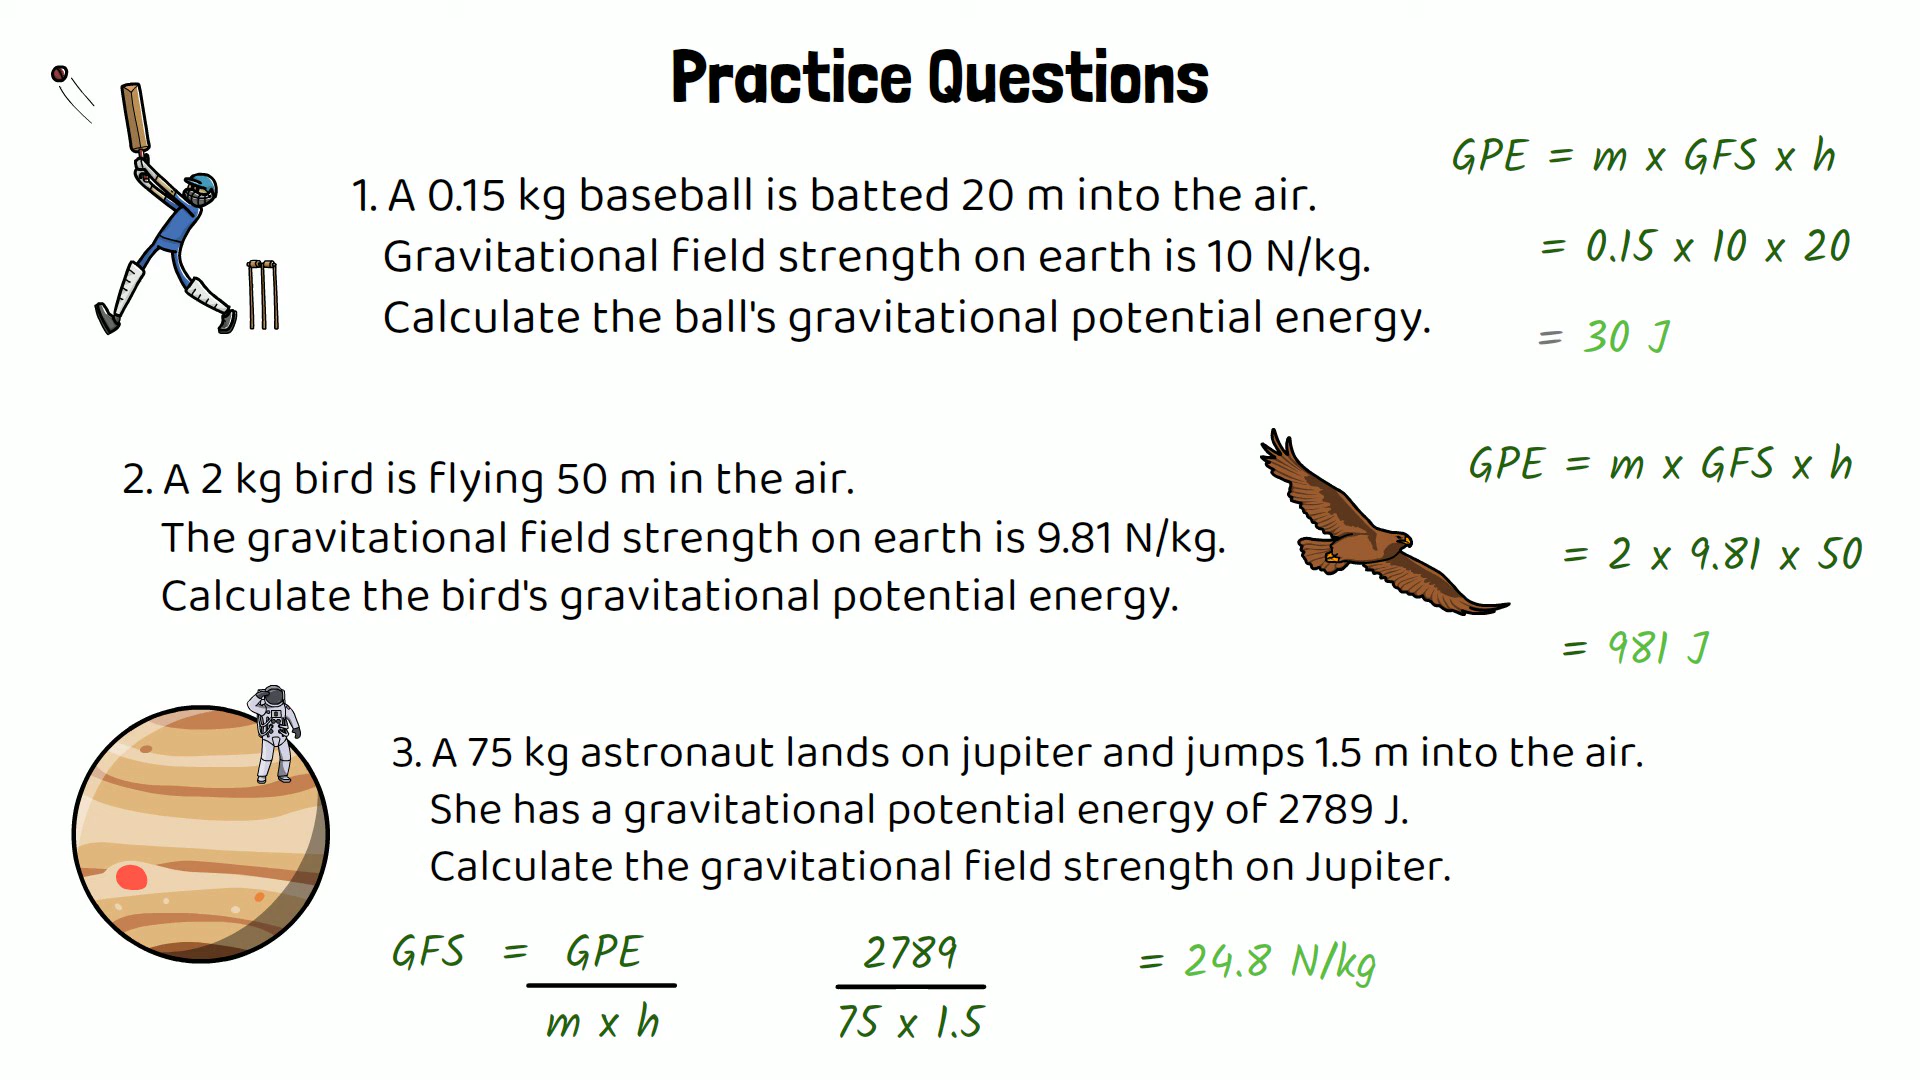 Practice Questions
1. A 0.15 kg baseball is batted 20 m into the air.
Gravitational field strength on earth is 10 N/kg.
Calculate the ball's gravitational potential energy.
GPE = m x GFS x h
= 0.15 x 10 x 20
= 30 J
2. A 2 kg bird is flying 50 m in the air.
The gravitational field strength on earth is 9.81 N/kg.
Calculate the bird's gravitational potential energy.
GPE = m x GFS x h
= 2 x 9.81 x 50
= 981 J
3. A 75 kg astronaut lands on jupiter and jumps 1.5 m into the air.
She has a gravitational potential energy of 2789 J.
Calculate the gravitational field strength on Jupiter.
GFS = GPE
m x h
2789
75 x 1.5
= 24.8 N/kg